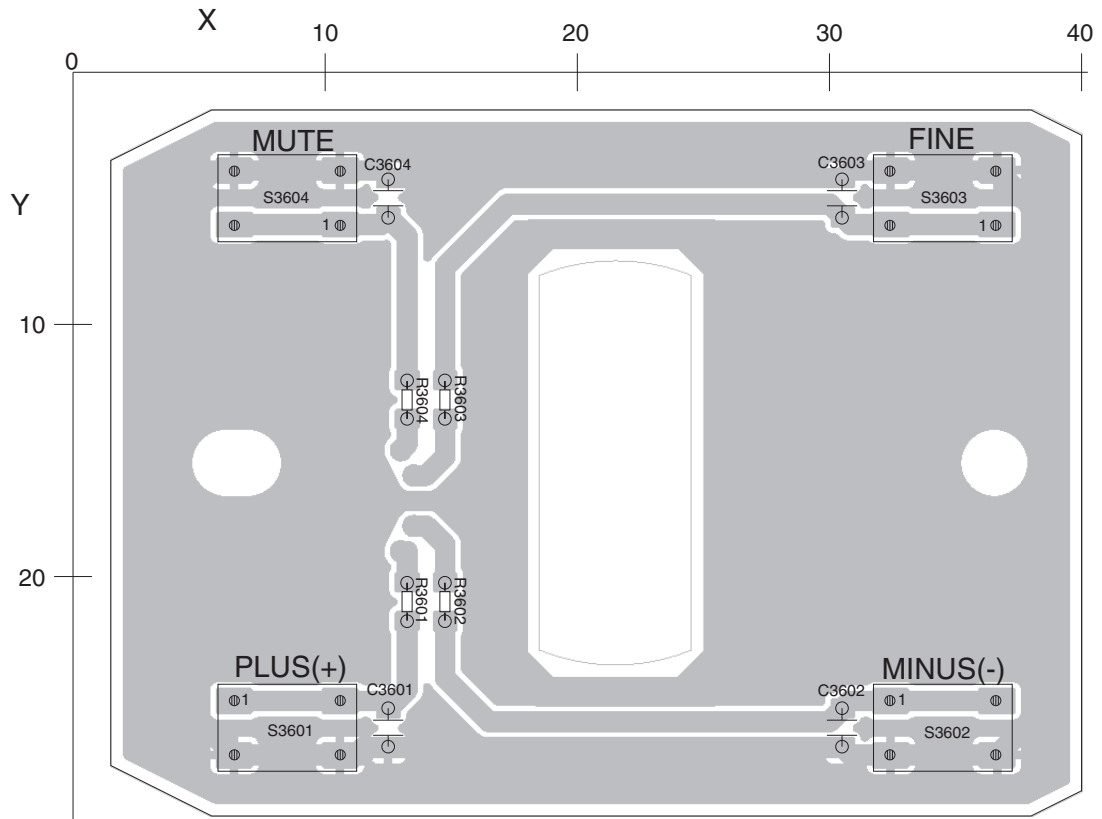 X
0
10
20
30
40
MUTE
FINE
C3604
C3603
S3604
S3603
Y
1
1
10
R3604
R3603
20
R3601
R3602
PLUS(+)
MINUS(-)
C3601
C3602
1
1
S3601
S3602